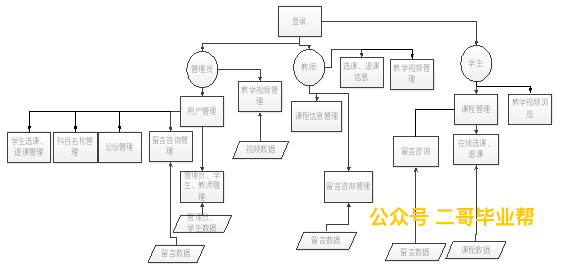 登录
管理员
教师
学生
选课、退课
信息
教学视频管
理
教学视频管
理
用户管理
课程信息管理
课程管理
教学视频浏
览
学生选课、
退课管理
科目名称管
理
论坛管理
留言咨询管
理
视频数据
留言咨询
在线选课、
退课
管理员、学
生、教师管
理
留言咨询管理
管理员、
学生数据
公众号 二哥毕业帮
留言数据
留言数据
留言数据
课程数据